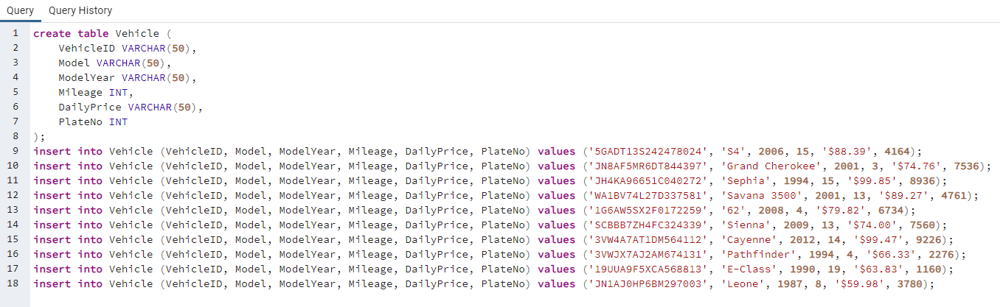 Query Query History
1 create table Vehicle (
2 VehicleID VARCHAR(50),
3 Model VARCHAR(50),
4 ModelYear VARCHAR(50),
5 Mileage INT,
6 DailyPrice VARCHAR(50),
7 PlateNo INT
8 );
9 insert into Vehicle (VehicleID, Model, ModelYear, Mileage, DailyPrice, PlateNo) values ('5GADT13S242478024', 'S4', 2006, 15, '$88.39', 4164);
10 insert into Vehicle (VehicleID, Model, ModelYear, Mileage, DailyPrice, PlateNo) values ('JN8AF5MR6DT844397', 'Grand Cherokee', 2001, 3, '$74.76', 7536);
11 insert into Vehicle (VehicleID, Model, ModelYear, Mileage, DailyPrice, PlateNo) values ('JH4KA96651C040272', 'Sephia', 1994, 15, '$99.85', 8936);
12 insert into Vehicle (VehicleID, Model, ModelYear, Mileage, DailyPrice, PlateNo) values ('WA1BV74L27D337581', 'Savana 3500', 2001, 13, '$89.27', 4761);
13 insert into Vehicle (VehicleID, Model, ModelYear, Mileage, DailyPrice, PlateNo) values ('1G6AW5SX2F0172259', '62', 2008, 4, '$79.82', 6734);
14 insert into Vehicle (VehicleID, Model, ModelYear, Mileage, DailyPrice, PlateNo) values ('SCBBB7ZH4FC324339', 'Sienna', 2009, 13, '$74.00', 7560);
15 insert into Vehicle (VehicleID, Model, ModelYear, Mileage, DailyPrice, PlateNo) values ('3VW4A7AT1DM564112', 'Cayenne', 2012, 14, '$99.47', 9226);
16 insert into Vehicle (VehicleID, Model, ModelYear, Mileage, DailyPrice, PlateNo) values ('3VWJX7AJ2AM674131', 'Pathfinder', 1994, 4, '$66.33', 2276);
17 insert into Vehicle (VehicleID, Model, ModelYear, Mileage, DailyPrice, PlateNo) values ('19UUA9F5XCA568813', 'E-Class', 1990, 19, '$63.83', 1160);
18 insert into Vehicle (VehicleID, Model, ModelYear, Mileage, DailyPrice, PlateNo) values ('JN1AJ0HP6BM297003', 'Leone', 1987, 8, '$59.98', 3780);